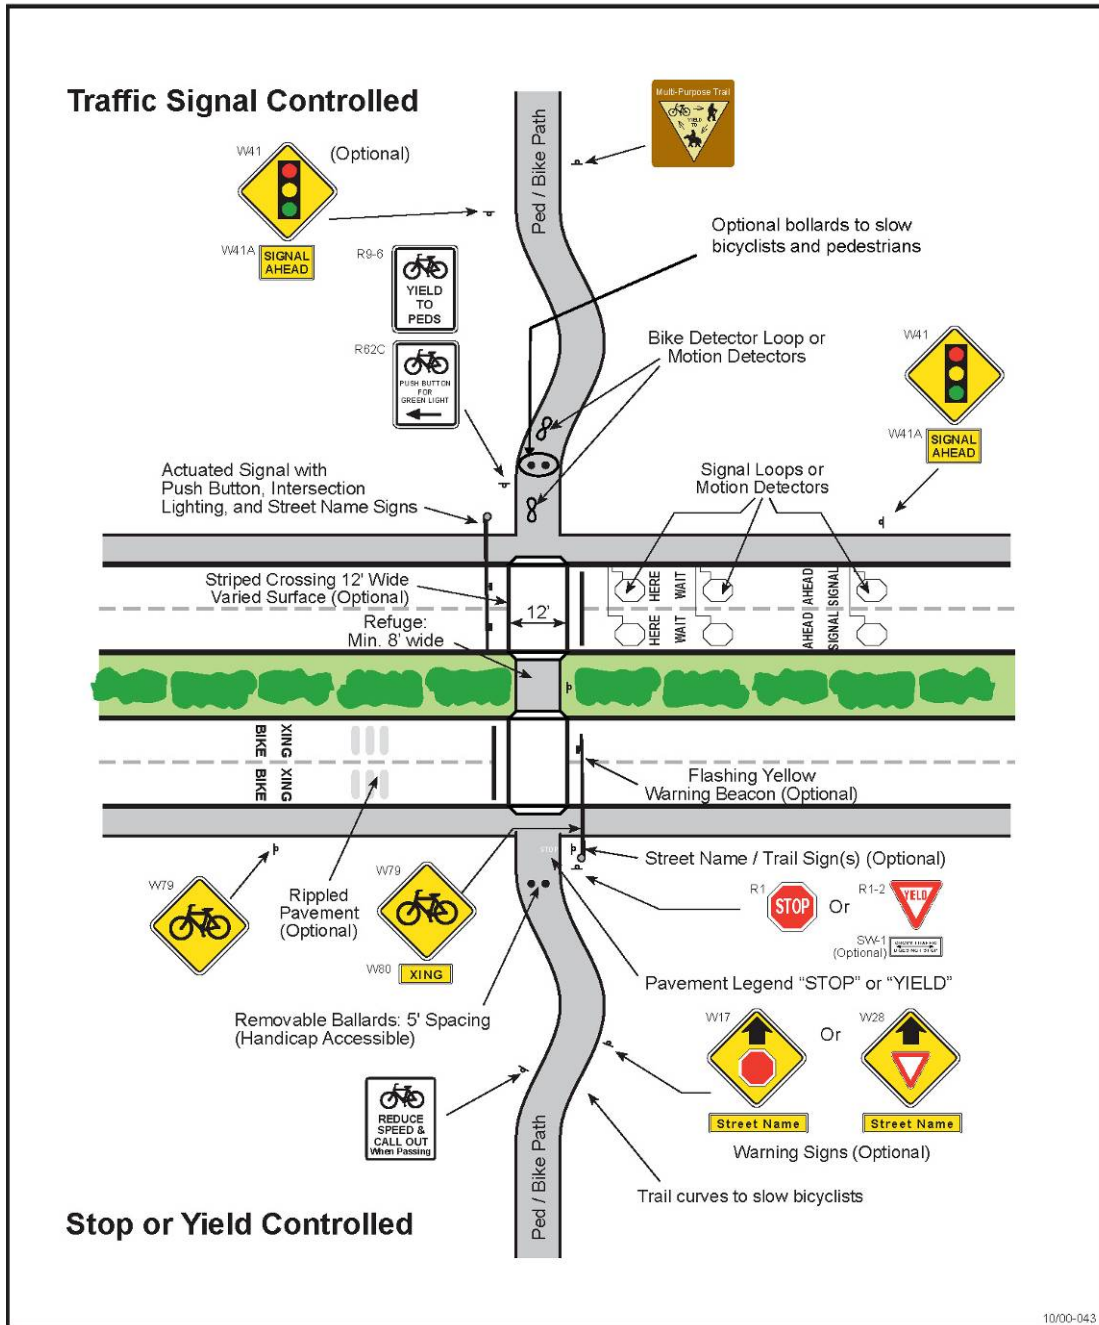 Traffic Signal Controlled
W41
(Optional)
W41A
SIGNAL
AHEAD
Multi-Purpose Trail
YIELD
TO
Ped / Bike Path
Optional bollards to slow
bicyclists and pedestrians
R9-6
YIELD
TO
PEDS
R62C
PUSH BUTTON
FOR
GREEN LIGHT
Bike Detector Loop or
Motion Detectors
W41
W41A
SIGNAL
AHEAD
Actuated Signal with
Push Button, Intersection
Lighting, and Street Name Signs
Signal Loops or
Motion Detectors
Striped Crossing 12' Wide
Varied Surface (Optional)
12'
Refuge:
Min. 8' wide
HERE
WAIT
AHEAD
SIGNAL
HERE
WAIT
AHEAD
SIGNAL
BIKE
XING
BIKE
XING
Flashing Yellow
Warning Beacon (Optional)
STOP
Street Name / Trail Sign(s) (Optional)
W79
Rippled
Pavement
(Optional)
W79
W80
XING
R1
STOP
Or
R1-2
YIELD
SW-1
(Optional)
Pavement Legend “STOP” or “YIELD”
Removable Ballards: 5' Spacing
(Handicap Accessible)
W17
Or
W28
Street Name
Street Name
Warning Signs (Optional)
REDUCE
SPEED &
CALL OUT
When Passing
Trail curves to slow bicyclists
Ped / Bike Path
Stop or Yield Controlled
10/00-043